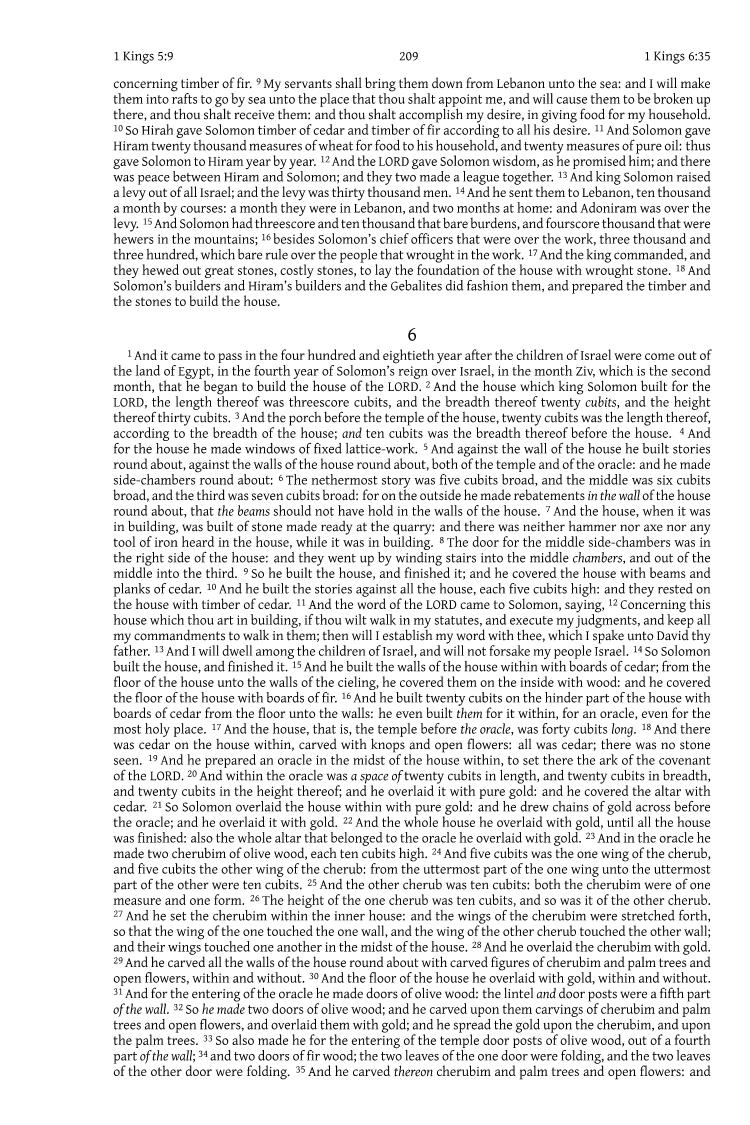 1 Kings 5:9 209 1 Kings 6:35
concerning timber of fir. 9 My servants shall bring them down from Lebanon unto the sea: and I will make
them into rafts to go by sea unto the place that thou shalt appoint me, and will cause them to be broken up
there, and thou shalt receive them: and thou shalt accomplish my desire, in giving food for my household.
10 So Hirah gave Solomon timber of cedar and timber of fir according to all his desire. 11 And Solomon gave
Hiram twenty thousand measures of wheat for food to his household, and twenty measures of pure oil: thus
gave Solomon to Hiram year by year. 12 And the LORD gave Solomon wisdom, as he promised him; and there
was peace between Hiram and Solomon; and they two made a league together. 13 And king Solomon raised
a levy out of all Israel; and the levy was thirty thousand men. 14 And he sent them to Lebanon, ten thousand
a month by courses: a month they were in Lebanon, and two months at home: and Adoniram was over the
levy. 15 And Solomon had threescore and ten thousand that bare burdens, and fourscore thousand that were
hewers in the mountains; 16 besides Solomon's chief officers that were over the work, three thousand and
three hundred, which bare rule over the people that wrought in the work. 17 And the king commanded, and
they hewed out great stones, costly stones, to lay the foundation of the house with wrought stone. 18 And
Solomon's builders and Hiram's builders and the Gebalites did fashion them, and prepared the timber and
the stones to build the house.
6
1 And it came to pass in the four hundred and eightieth year after the children of Israel were come out of
the land of Egypt, in the fourth year of Solomon's reign over Israel, in the month Ziv, which is the second
month, that he began to build the house of the LORD. 2 And the house which king Solomon built for the
LORD, the length thereof was threescore cubits, and the breadth thereof twenty cubits, and the height
thereof thirty cubits. 3 And the porch before the temple of the house, twenty cubits was the length thereof,
according to the breadth of the house; and ten cubits was the breadth thereof before the house. 4 And
for the house he made windows of fixed lattice-work. 5 And against the wall of the house he built stories
round about, against the walls of the house round about, both of the temple and of the oracle: and he made
side-chambers round about: 6 The nethermost story was five cubits broad, and the middle was six cubits
broad, and the third was seven cubits broad: for on the outside he made rebatements in the wall of the house
round about, that the beams should not have hold in the walls of the house. 7 And the house, when it was
in building, was built of stone made ready at the quarry: and there was neither hammer nor axe nor any
tool of iron heard in the house, while it was in building. 8 The door for the middle side-chambers was in
the right side of the house: and they went up by winding stairs into the middle chambers, and out of the
middle into the third. 9 So he built the house, and finished it; and he covered the house with beams and
planks of cedar. 10 And he built the stories against all the house, each five cubits high: and they rested on
the house with timber of cedar. 11 And the word of the LORD came to Solomon, saying, 12 Concerning this
house which thou art in building, if thou wilt walk in my statutes, and execute my judgments, and keep all
my commandments to walk in them; then will I establish my word with thee, which I spake unto David thy
father. 13 And I will dwell among the children of Israel, and will not forsake my people Israel. 14 So Solomon
built the house, and finished it. 15 And he built the walls of the house within with boards of cedar; from the
floor of the house unto the walls of the cieling, he covered them on the inside with wood: and he covered
the floor of the house with boards of fir. 16 And he built twenty cubits on the hinder part of the house with
boards of cedar from the floor unto the walls: he even built them for it within, for an oracle, even for the
most holy place. 17 And the house, that is, the temple before the oracle, was forty cubits long. 18 And there
was cedar on the house within, carved with knops and open flowers: all was cedar; there was no stone
seen. 19 And he prepared an oracle in the midst of the house within, to set there the ark of the covenant
of the LORD. 20 And within the oracle was a space of twenty cubits in length, and twenty cubits in breadth,
and twenty cubits in the height thereof; and he overlaid it with pure gold: and he covered the altar with
cedar. 21 So Solomon overlaid the house within with pure gold: and he drew chains of gold across before
the oracle; and he overlaid it with gold. 22 And the whole house he overlaid with gold, until all the house
was finished: also the whole altar that belonged to the oracle he overlaid with gold. 23 And in the oracle he
made two cherubim of olive wood, each ten cubits high. 24 And five cubits was the one wing of the cherub,
and five cubits the other wing of the cherub: from the uttermost part of the one wing unto the uttermost
part of the other were ten cubits. 25 And the other cherub was ten cubits: both the cherubim were of one
measure and one form. 26 The height of the one cherub was ten cubits, and so was it of the other cherub.
27 And he set the cherubim within the inner house: and the wings of the cherubim were stretched forth,
so that the wing of the one touched the one wall, and the wing of the other cherub touched the other wall;
and their wings touched one another in the midst of the house. 28 And he overlaid the cherubim with gold.
29 And he carved all the walls of the house round about with carved figures of cherubim and palm trees and
open flowers, within and without. 30 And the floor of the house he overlaid with gold, within and without.
31 And for the entering of the oracle he made doors of olive wood: the lintel and door posts were a fifth part
of the wall. 32 So he made two doors of olive wood; and he carved upon them carvings of cherubim and palm
trees and open flowers, and overlaid them with gold; and he spread the gold upon the cherubim, and upon
the palm trees. 33 So also made he for the entering of the temple door posts of olive wood, out of a fourth
part of the wall; 34 and two doors of fir wood; the two leaves of the one door were folding, and the two leaves
of the other door were folding. 35 And he carved thereon cherubim and palm trees and open flowers: and